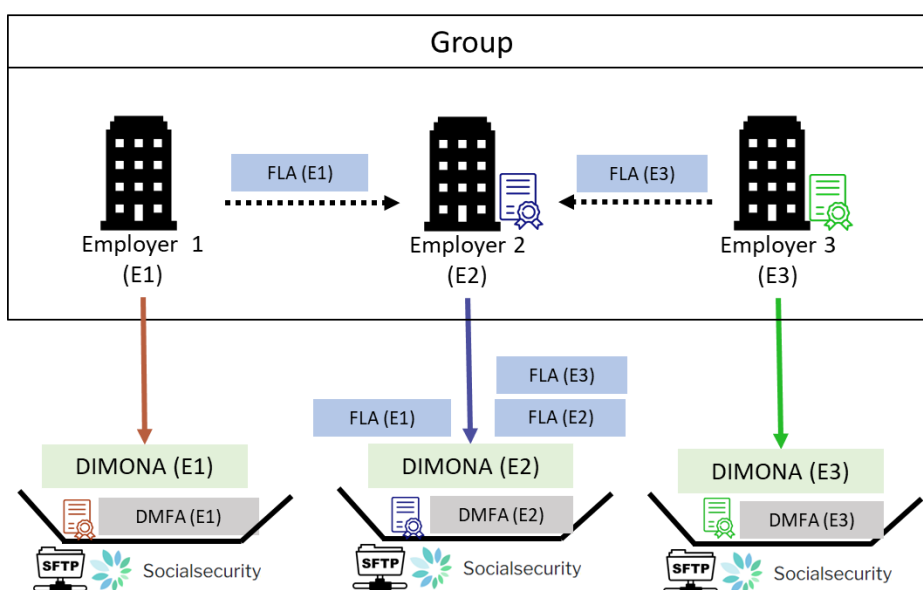 Group
FLA (E1)
FLA (E3)
Employer 1
(E1)
Employer 2
(E2)
Employer 3
(E3)
FLA (E3)
FLA (E1)
FLA (E2)
DIMONA (E1)
DIMONA (E2)
DIMONA (E3)
DMFA (E1)
DMFA (E2)
DMFA (E3)
SFTP
Socialsecurity
SFTP
Socialsecurity
SFTP
Socialsecurity